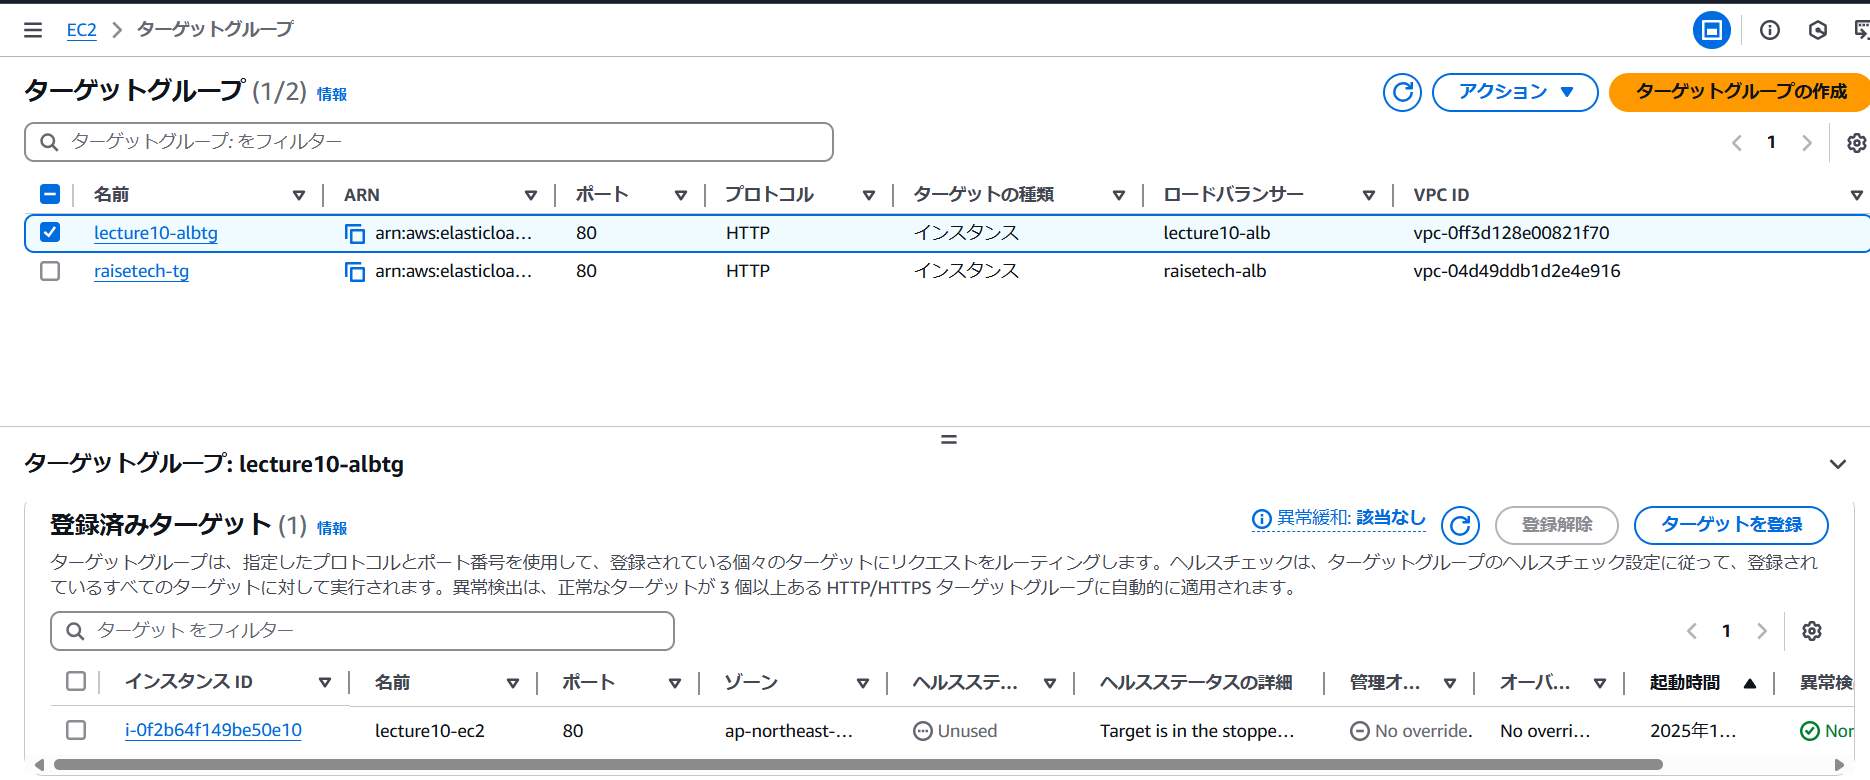 EC2 > ターゲットグループ
ターゲットグループ (1/2) 情報
アクション ▼
ターゲットグループの作成
ターゲットグループ: をフィルター
1
名前 ARN ポート プロトコル ターゲットの種類 ロードバランサー VPC ID
lecture10-albtg arn:aws:elasticloa... 80 HTTP インスタンス lecture10-alb vpc-0ff3d128e00821f70
raisetech-tg arn:aws:elasticloa... 80 HTTP インスタンス raisetech-alb vpc-04d49ddb1d2e4e916
ターゲットグループ: lecture10-albtg
登録済みターゲット (1) 情報
異常緩和: 該当なし
登録解除
ターゲットを登録
ターゲットグループは、指定したプロトコルとポート番号を使用して、登録されている個々のターゲットにリクエストをルーティングします。ヘルスチェックは、ターゲットグループのヘルスチェック設定に従って、登録され
ているすべてのターゲットに対して実行されます。異常検出は、正常なターゲットが 3 個以上ある HTTP/HTTPS ターゲットグループに自動的に適用されます。
ターゲット をフィルター
1
インスタンス ID 名前 ポート ゾーン ヘルスステ... ヘルスステータスの詳細 管理オ... オーバ... 起動時間 異常検
i-0f2b64f149be50e10 lecture10-ec2 80 ap-northeast-... Unused Target is in the stoppe... No override. No overri... 2025年1... Nor